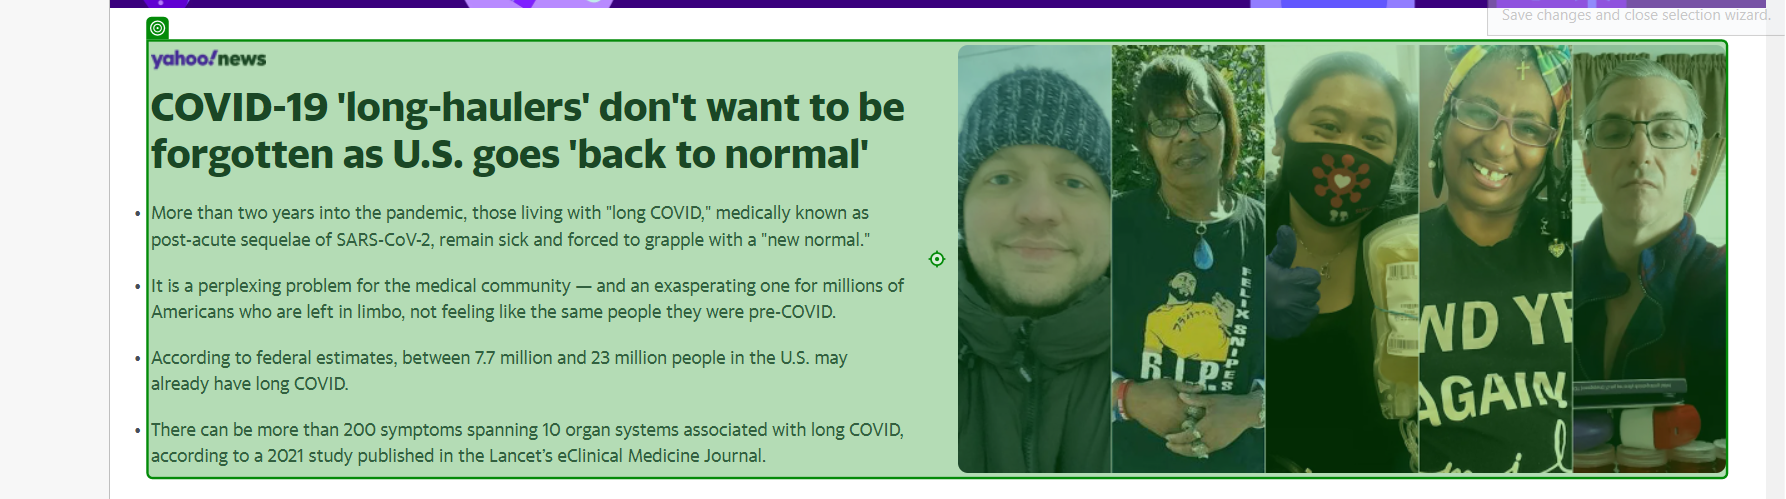 Save changes and close selection wizard.
yahoo!news
COVID-19 'long-haulers' don't want to be
forgotten as U.S. goes 'back to normal'
• More than two years into the pandemic, those living with "long COVID," medically known as
post-acute sequelae of SARS-CoV-2, remain sick and forced to grapple with a "new normal."
• It is a perplexing problem for the medical community — and an exasperating one for millions of
Americans who are left in limbo, not feeling like the same people they were pre-COVID.
• According to federal estimates, between 7.7 million and 23 million people in the U.S. may
already have long COVID.
• There can be more than 200 symptoms spanning 10 organ systems associated with long COVID,
according to a 2021 study published in the Lancet's eClinical Medicine Journal.
FELIX SNIPES
R.I.P.
ND YE
AGAIN